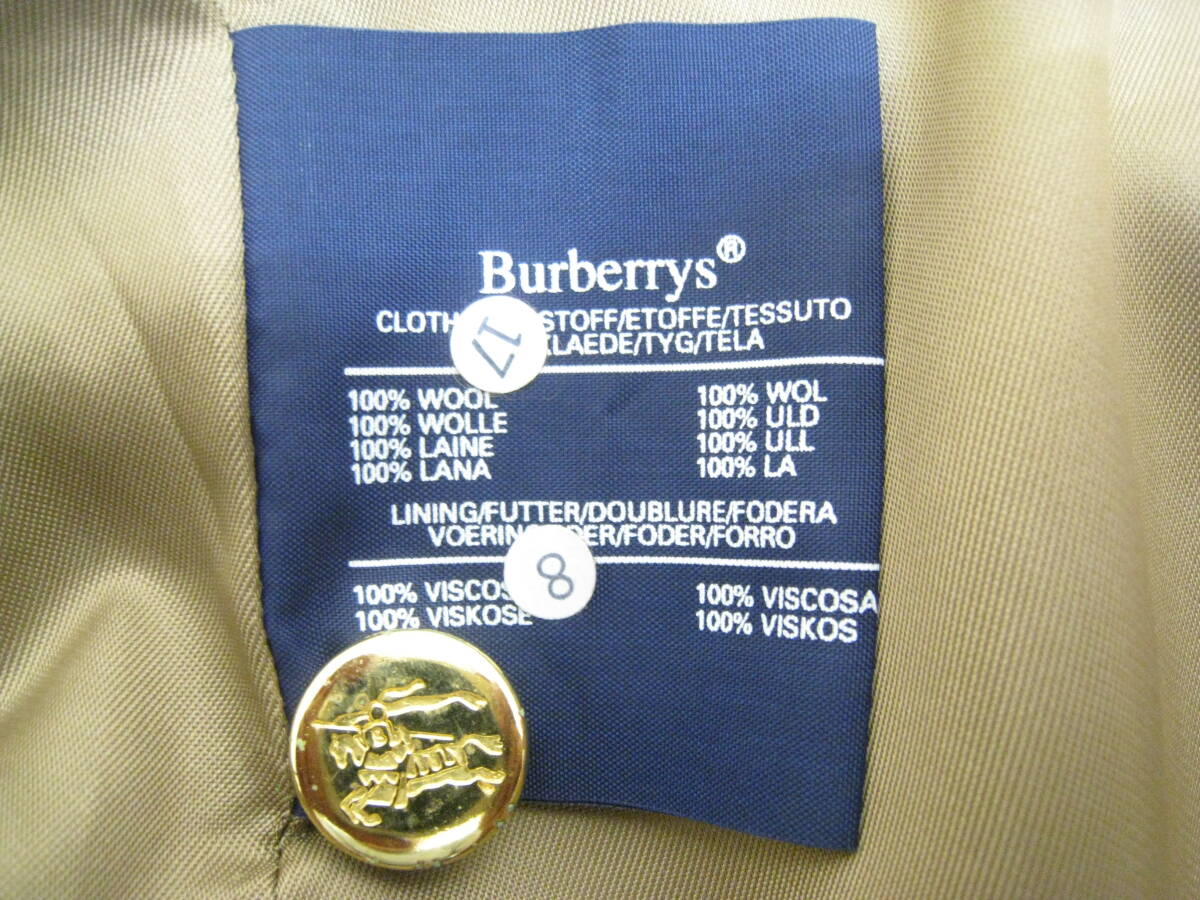 Burberrys®
CLOTH STOFF/ETOFFE/TESSUTO
17
KLAEDE/TYG/TELA
100% WOOL 100% WOL
100% WOLLE 100% ULD
100% LAINE 100% ULL
100% LANA 100% LA
LINING/FUTTER/DOUBLURE/FODERA
VOERIN DER/FODER/FORRO
8
100% VISCOS 100% VISCOSA
100% VISKOSE 100% VISKOS